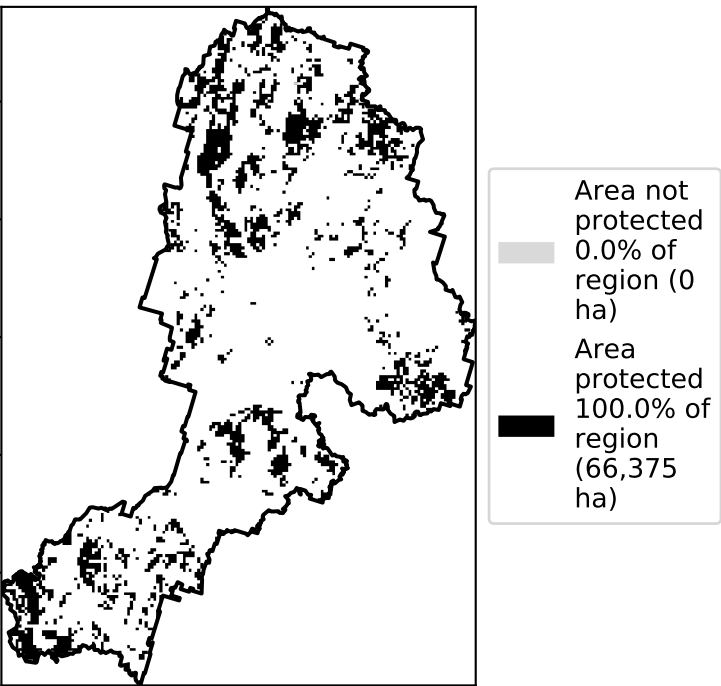 Area not
protected
0.0% of
region (0
ha)
Area
protected
100.0% of
region
(66,375
ha)